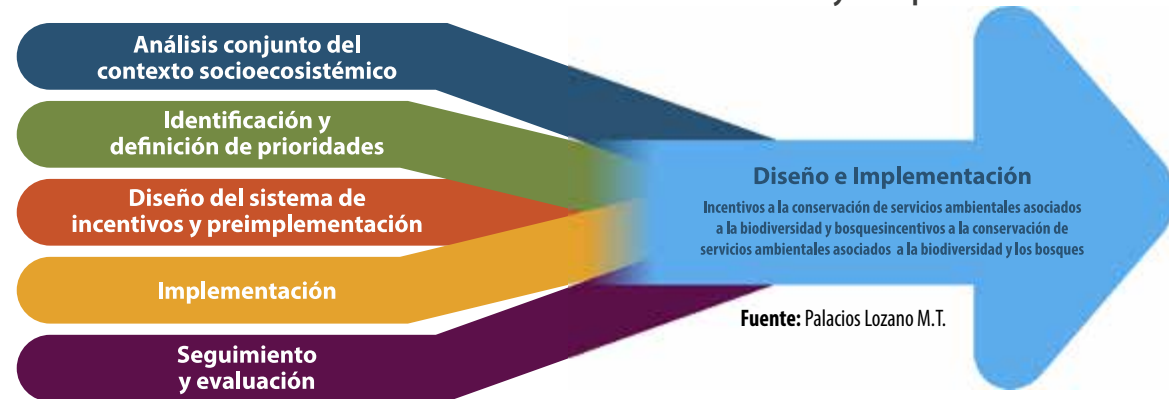 Análisis conjunto del
contexto socioecosistémico
Identificación y
definición de prioridades
Diseño del sistema de
incentivos y preimplementación
Implementación
Seguimiento
y evaluación
Diseño e Implementación
Incentivos a la conservación de servicios ambientales asociados
a la biodiversidad y bosquesincentivos a la conservación de
servicios ambientales asociados a la biodiversidad y los bosques
Fuente: Palacios Lozano M.T.